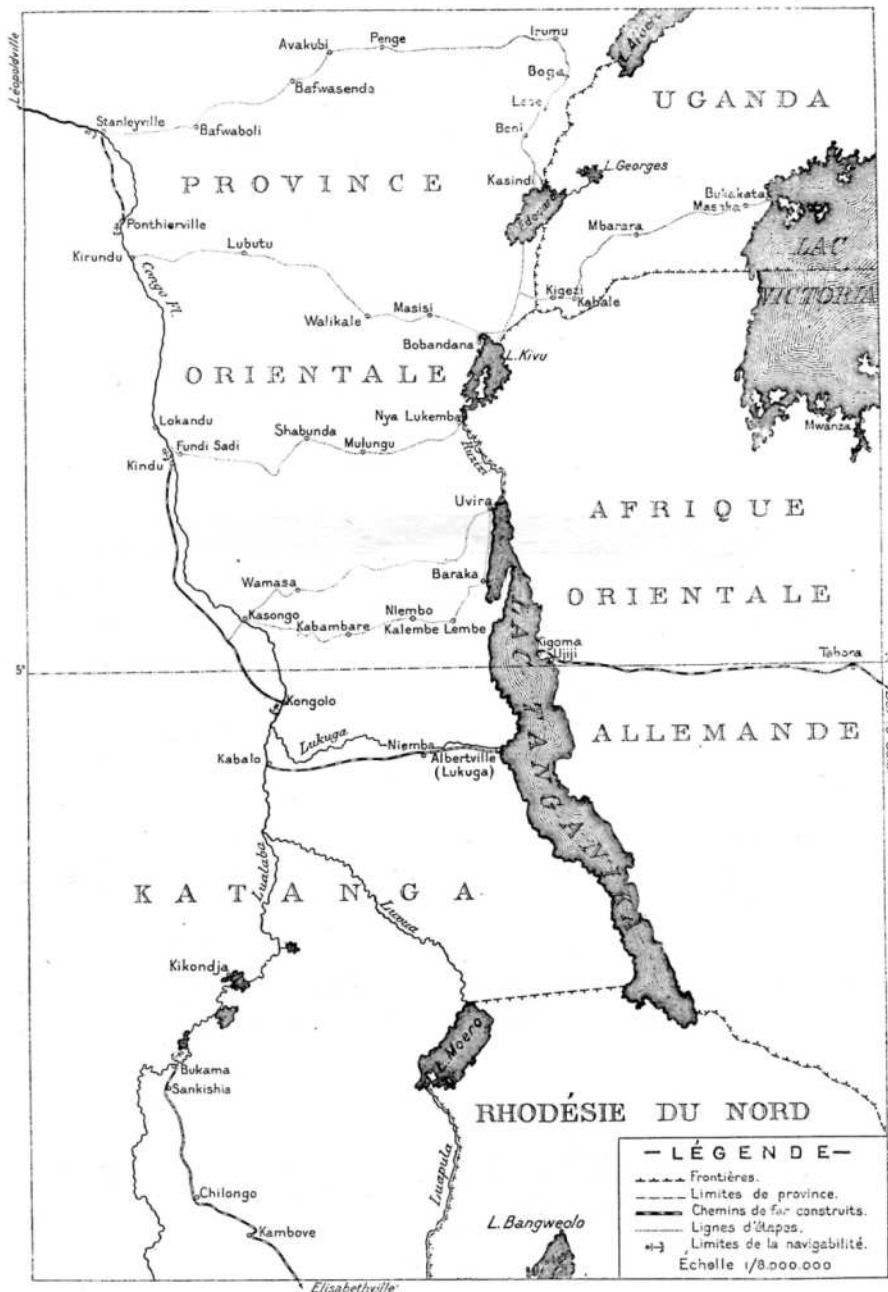 Irumu
Penge
Avakubi
L. Albert
Boga
Léopoldville
Bafwasenda
UGANDA
Lese
Stanleyville
Bafwaboli
Beni
L. Georges
Kasindi
PROVINCE
Bukakata
Masaka
Edouard
Ponthierville
Mbarara
Lubutu
Kirundu
LAC
Congo Fl.
Kigezi
VICTORIA
Kabale
Masisi
Walikale
Bobandana
L. Kivu
ORIENTALE
Nya Lukemba
Lokandu
Shabunda
Mwanza
Fundi Sadi
Mulungu
Kindu
Ruzizi
Uvira
AFRIQUE
Baraka
Wamasa
ORIENTALE
Kasongo
Niembo
Kabambare
Kalembe Lembe
Kigoma
Ujiji
Tabora
5°
LAC TANGANIKA
Kongolo
ALLEMANDE
Lukuga
Niemba
Kabalo
Albertville
(Lukuga)
Lualaba
KATANGA
Luvua
Kikondja
L. Moero
Bukama
Sankishia
RHODÉSIE DU NORD
Luapula
Chilongo
L. Bangweolo
Kambove
Elisabethville
—LÉGENDE—
Frontières.
Limites de province.
Chemins de fer construits.
Lignes d'étapes.
Limites de la navigabilité.
Échelle 1/8.000.000